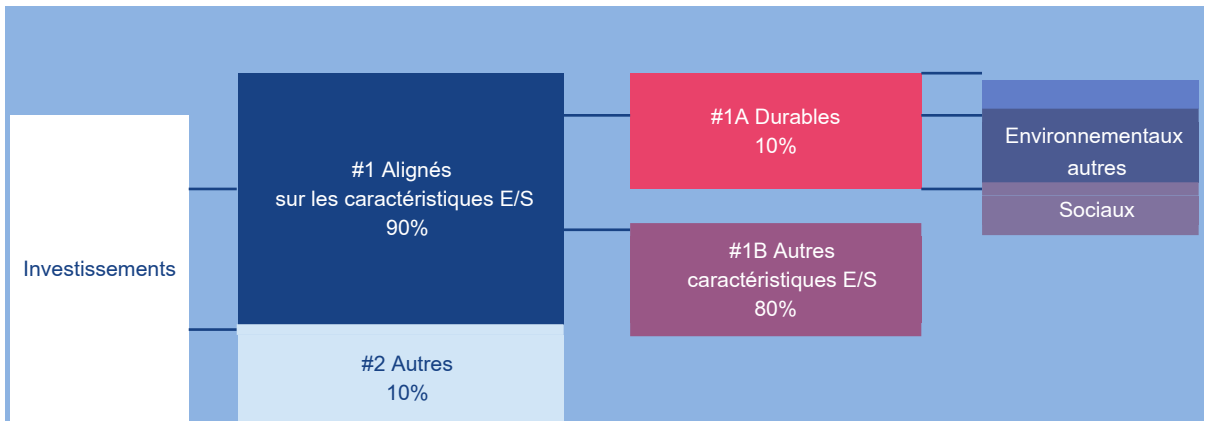 Investissements
#1 Alignés
sur les caractéristiques E/S
90%
#2 Autres
10%
#1A Durables
10%
#1B Autres
caractéristiques E/S
80%
Environnementaux
autres
Sociaux